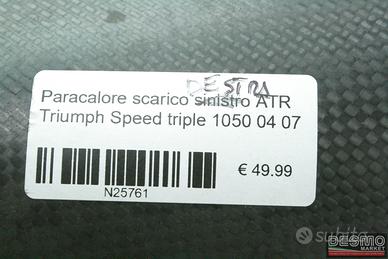 DESTRA
Paracalore scarico sinistro ATR
Triumph Speed triple 1050 04 07
€ 49.99
N25761
subito
DESMO
MARKET